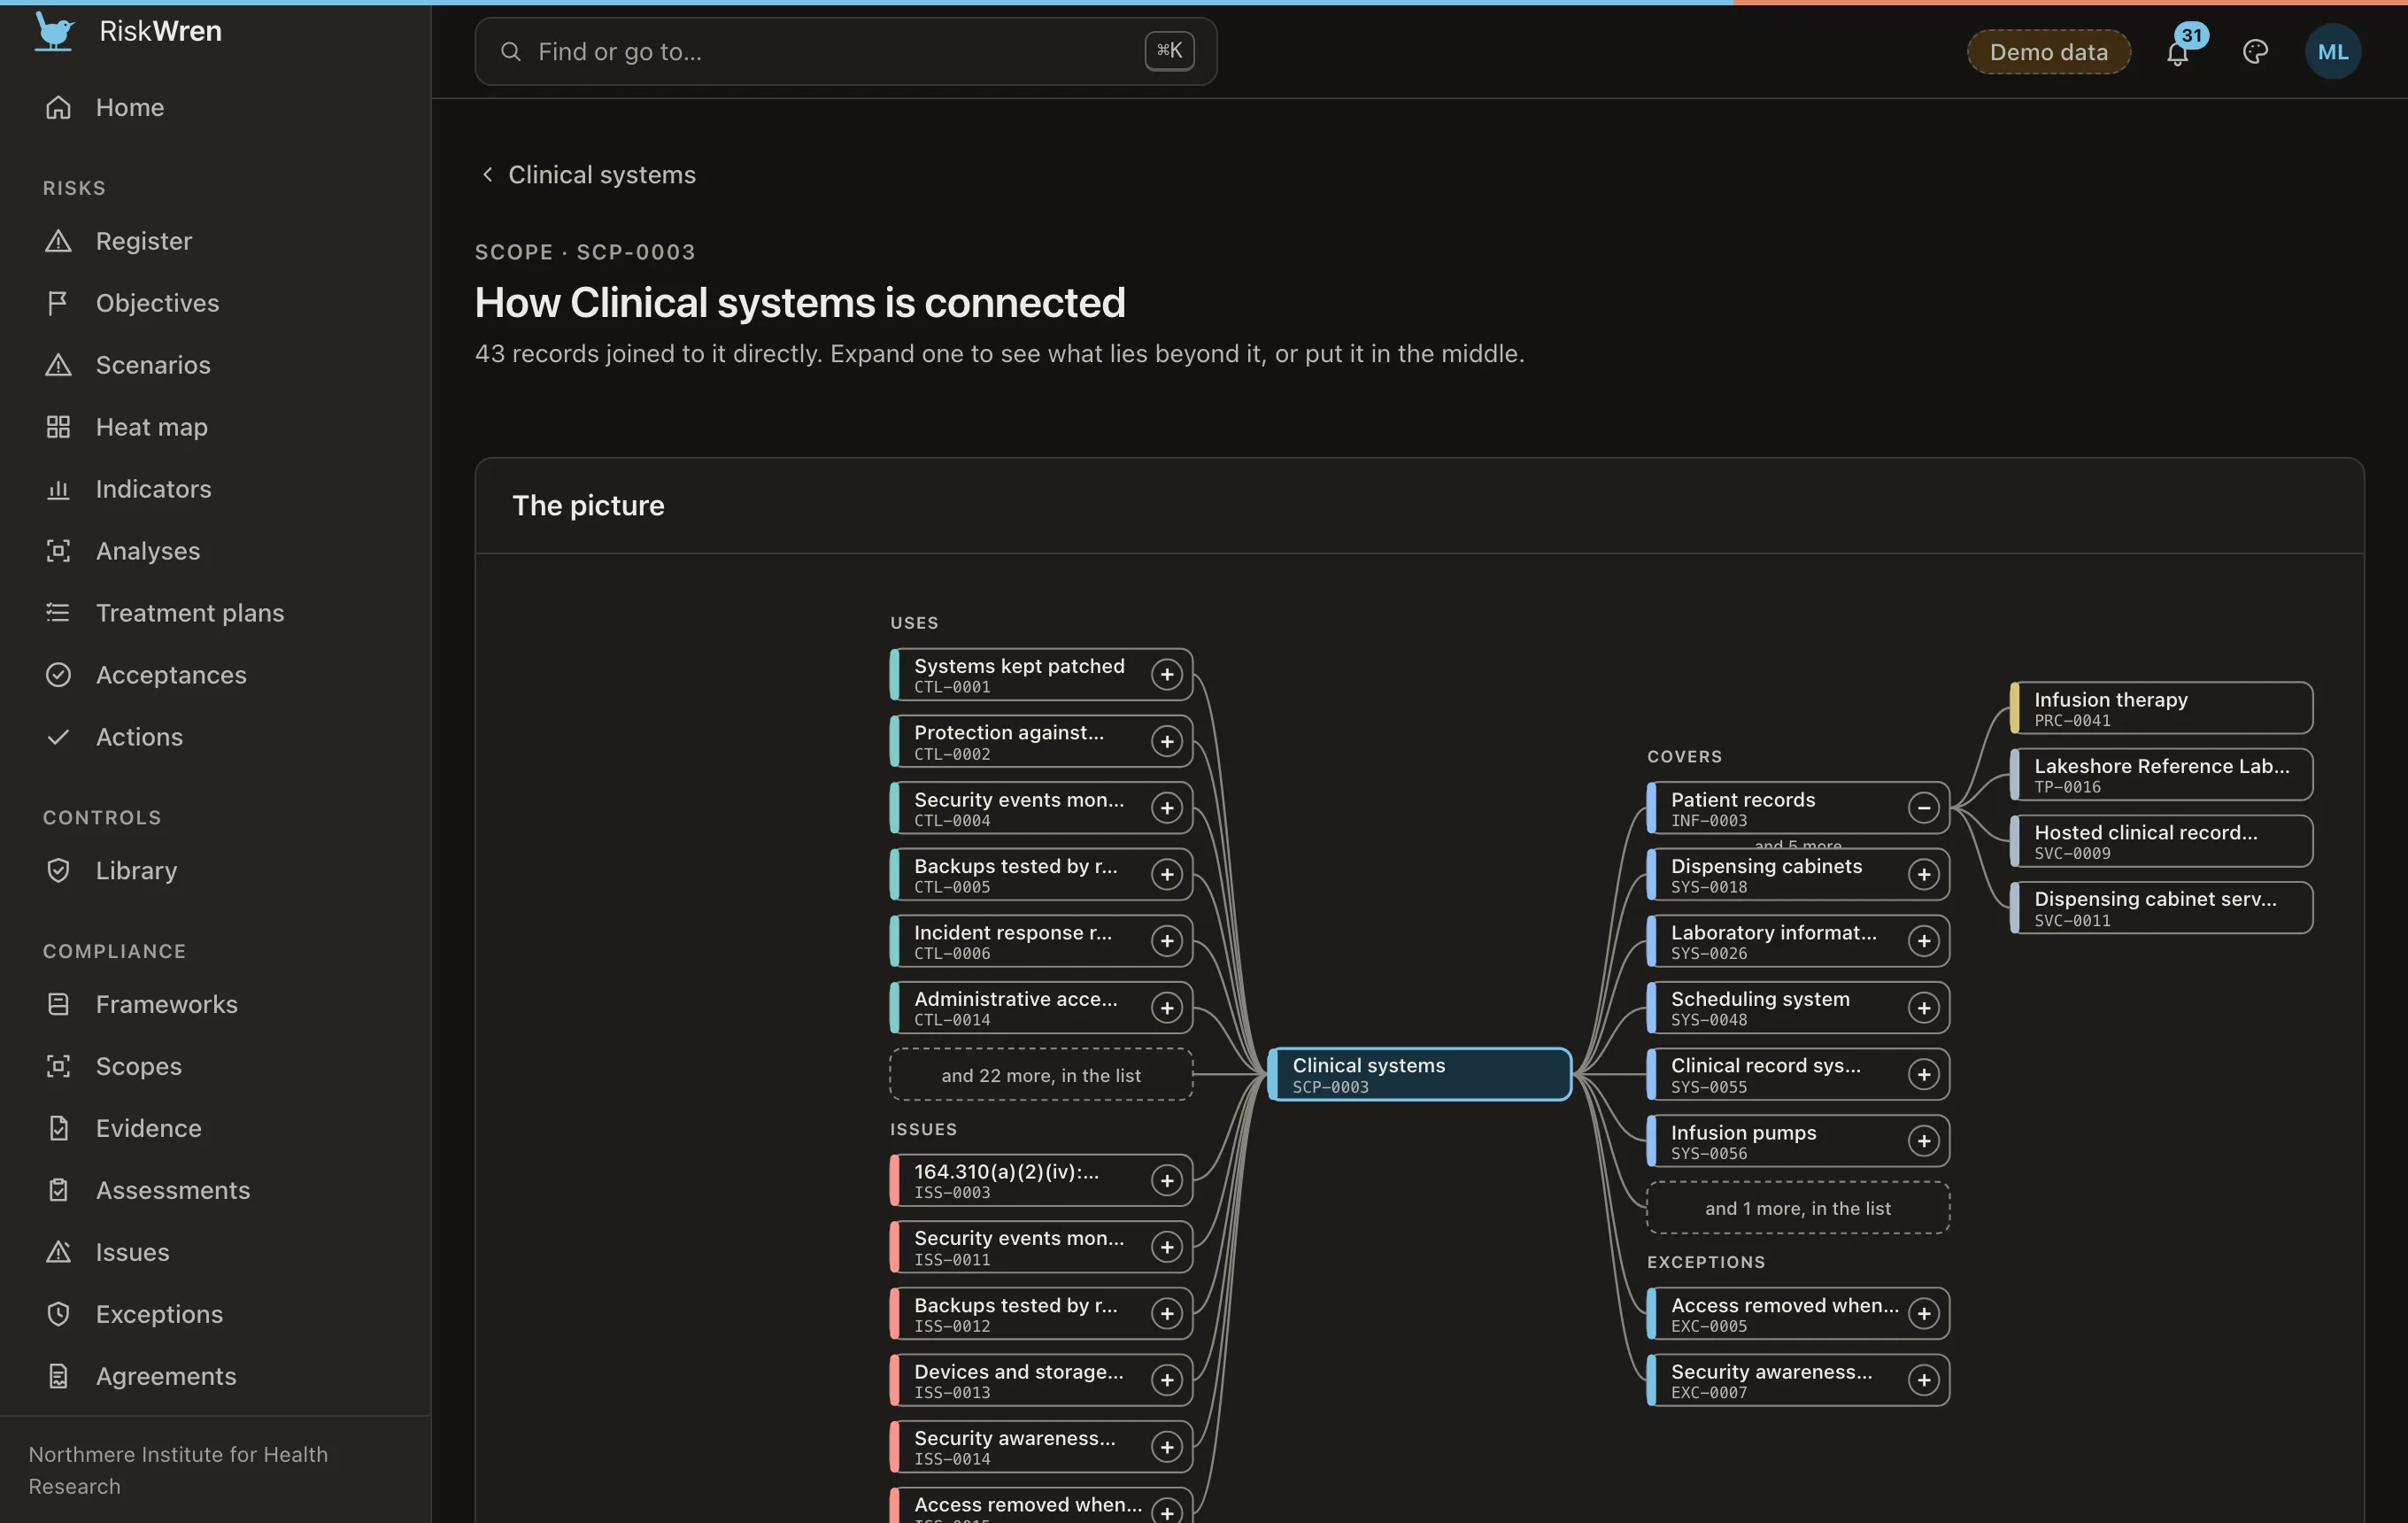 RiskWren
Find or go to...
⌘K
Demo data
31
ML
Home
RISKS
Register
Objectives
Scenarios
Heat map
Indicators
Analyses
Treatment plans
Acceptances
Actions
CONTROLS
Library
COMPLIANCE
Frameworks
Scopes
Evidence
Assessments
Issues
Exceptions
Agreements
Northmere Institute for Health
Research
Clinical systems
SCOPE · SCP-0003
How Clinical systems is connected
43 records joined to it directly. Expand one to see what lies beyond it, or put it in the middle.
The picture
USES
Systems kept patched
CTL-0001
Protection against...
CTL-0002
Security events mon...
CTL-0004
Backups tested by r...
CTL-0005
Incident response r...
CTL-0006
Administrative acce...
CTL-0014
and 22 more, in the list
ISSUES
164.310(a)(2)(iv):...
ISS-0003
Security events mon...
ISS-0011
Backups tested by r...
ISS-0012
Devices and storage...
ISS-0013
Security awareness...
ISS-0014
Access removed when...
ISS-0015
Clinical systems
SCP-0003
COVERS
Patient records
INF-0003
and 5 more
Dispensing cabinets
SYS-0018
Laboratory informat...
SYS-0026
Scheduling system
SYS-0048
Clinical record sys...
SYS-0055
Infusion pumps
SYS-0056
and 1 more, in the list
EXCEPTIONS
Access removed when...
EXC-0005
Security awareness...
EXC-0007
Infusion therapy
PRC-0041
Lakeshore Reference Lab...
TP-0016
Hosted clinical record...
SVC-0009
Dispensing cabinet serv...
SVC-0011